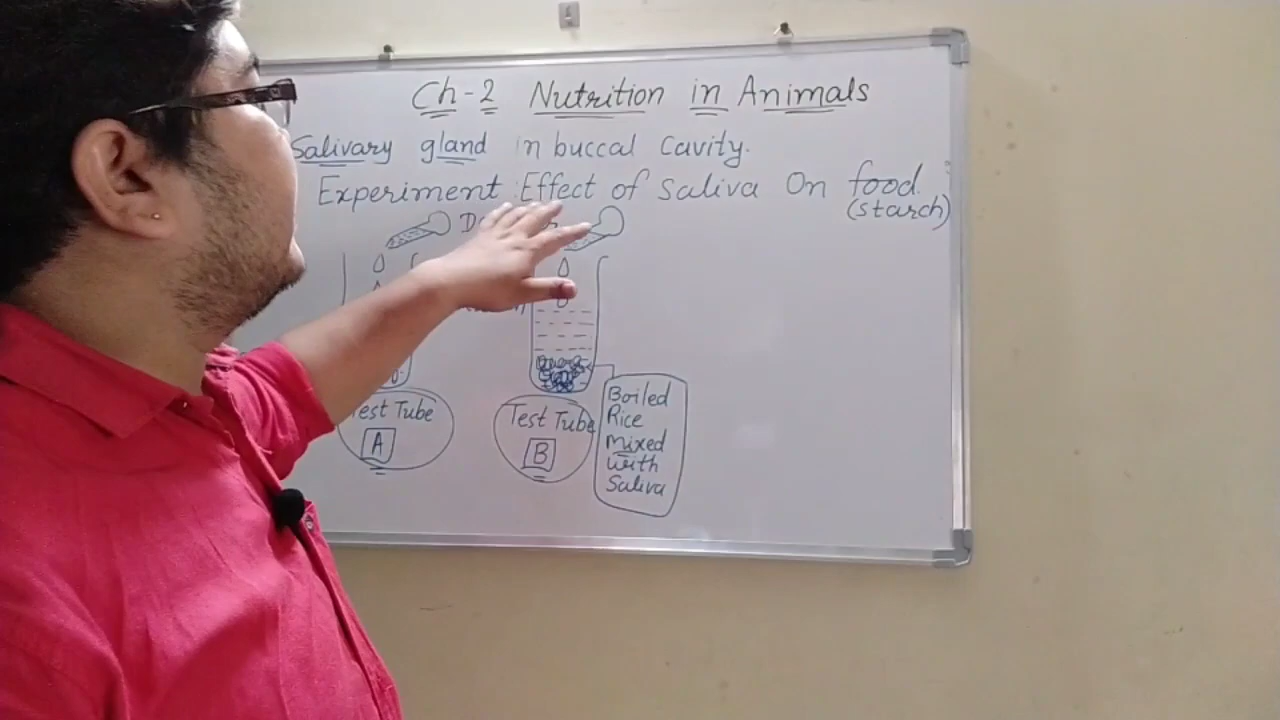 Ch-2 Nutrition in Animals
Salivary gland in buccal Cavity.
Experiment: Effect of Saliva On food
(starch)
Test Tube
A
Test Tube
B
Boiled
Rice
Mixed
With
Saliva